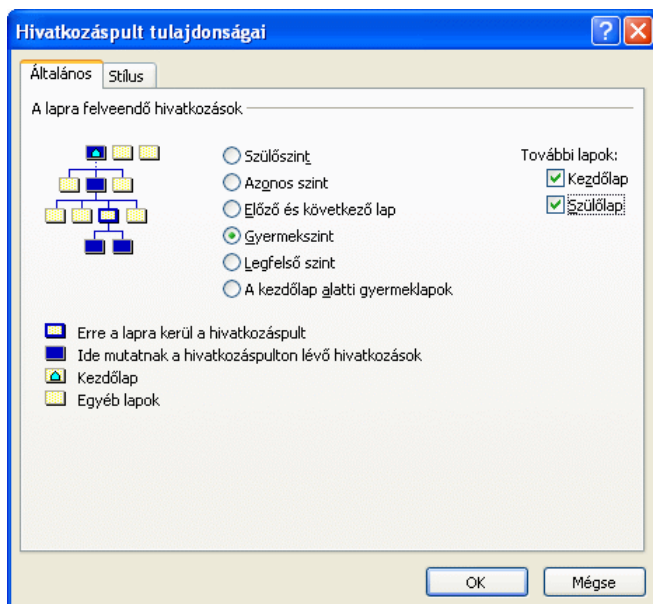 Hivatkozáspult tulajdonságai
Általános Stílus
A lapra felveendő hivatkozások
Szülőszint
Azonos szint
Előző és következő lap
Gyermekszint
Legfelső szint
A kezdőlap alatti gyermeklapok
További lapok:
Kezdőlap
Szülőlap
Erre a lapra kerül a hivatkozáspult
Ide mutatnak a hivatkozáspulton lévő hivatkozások
Kezdőlap
Egyéb lapok
OK Mégse